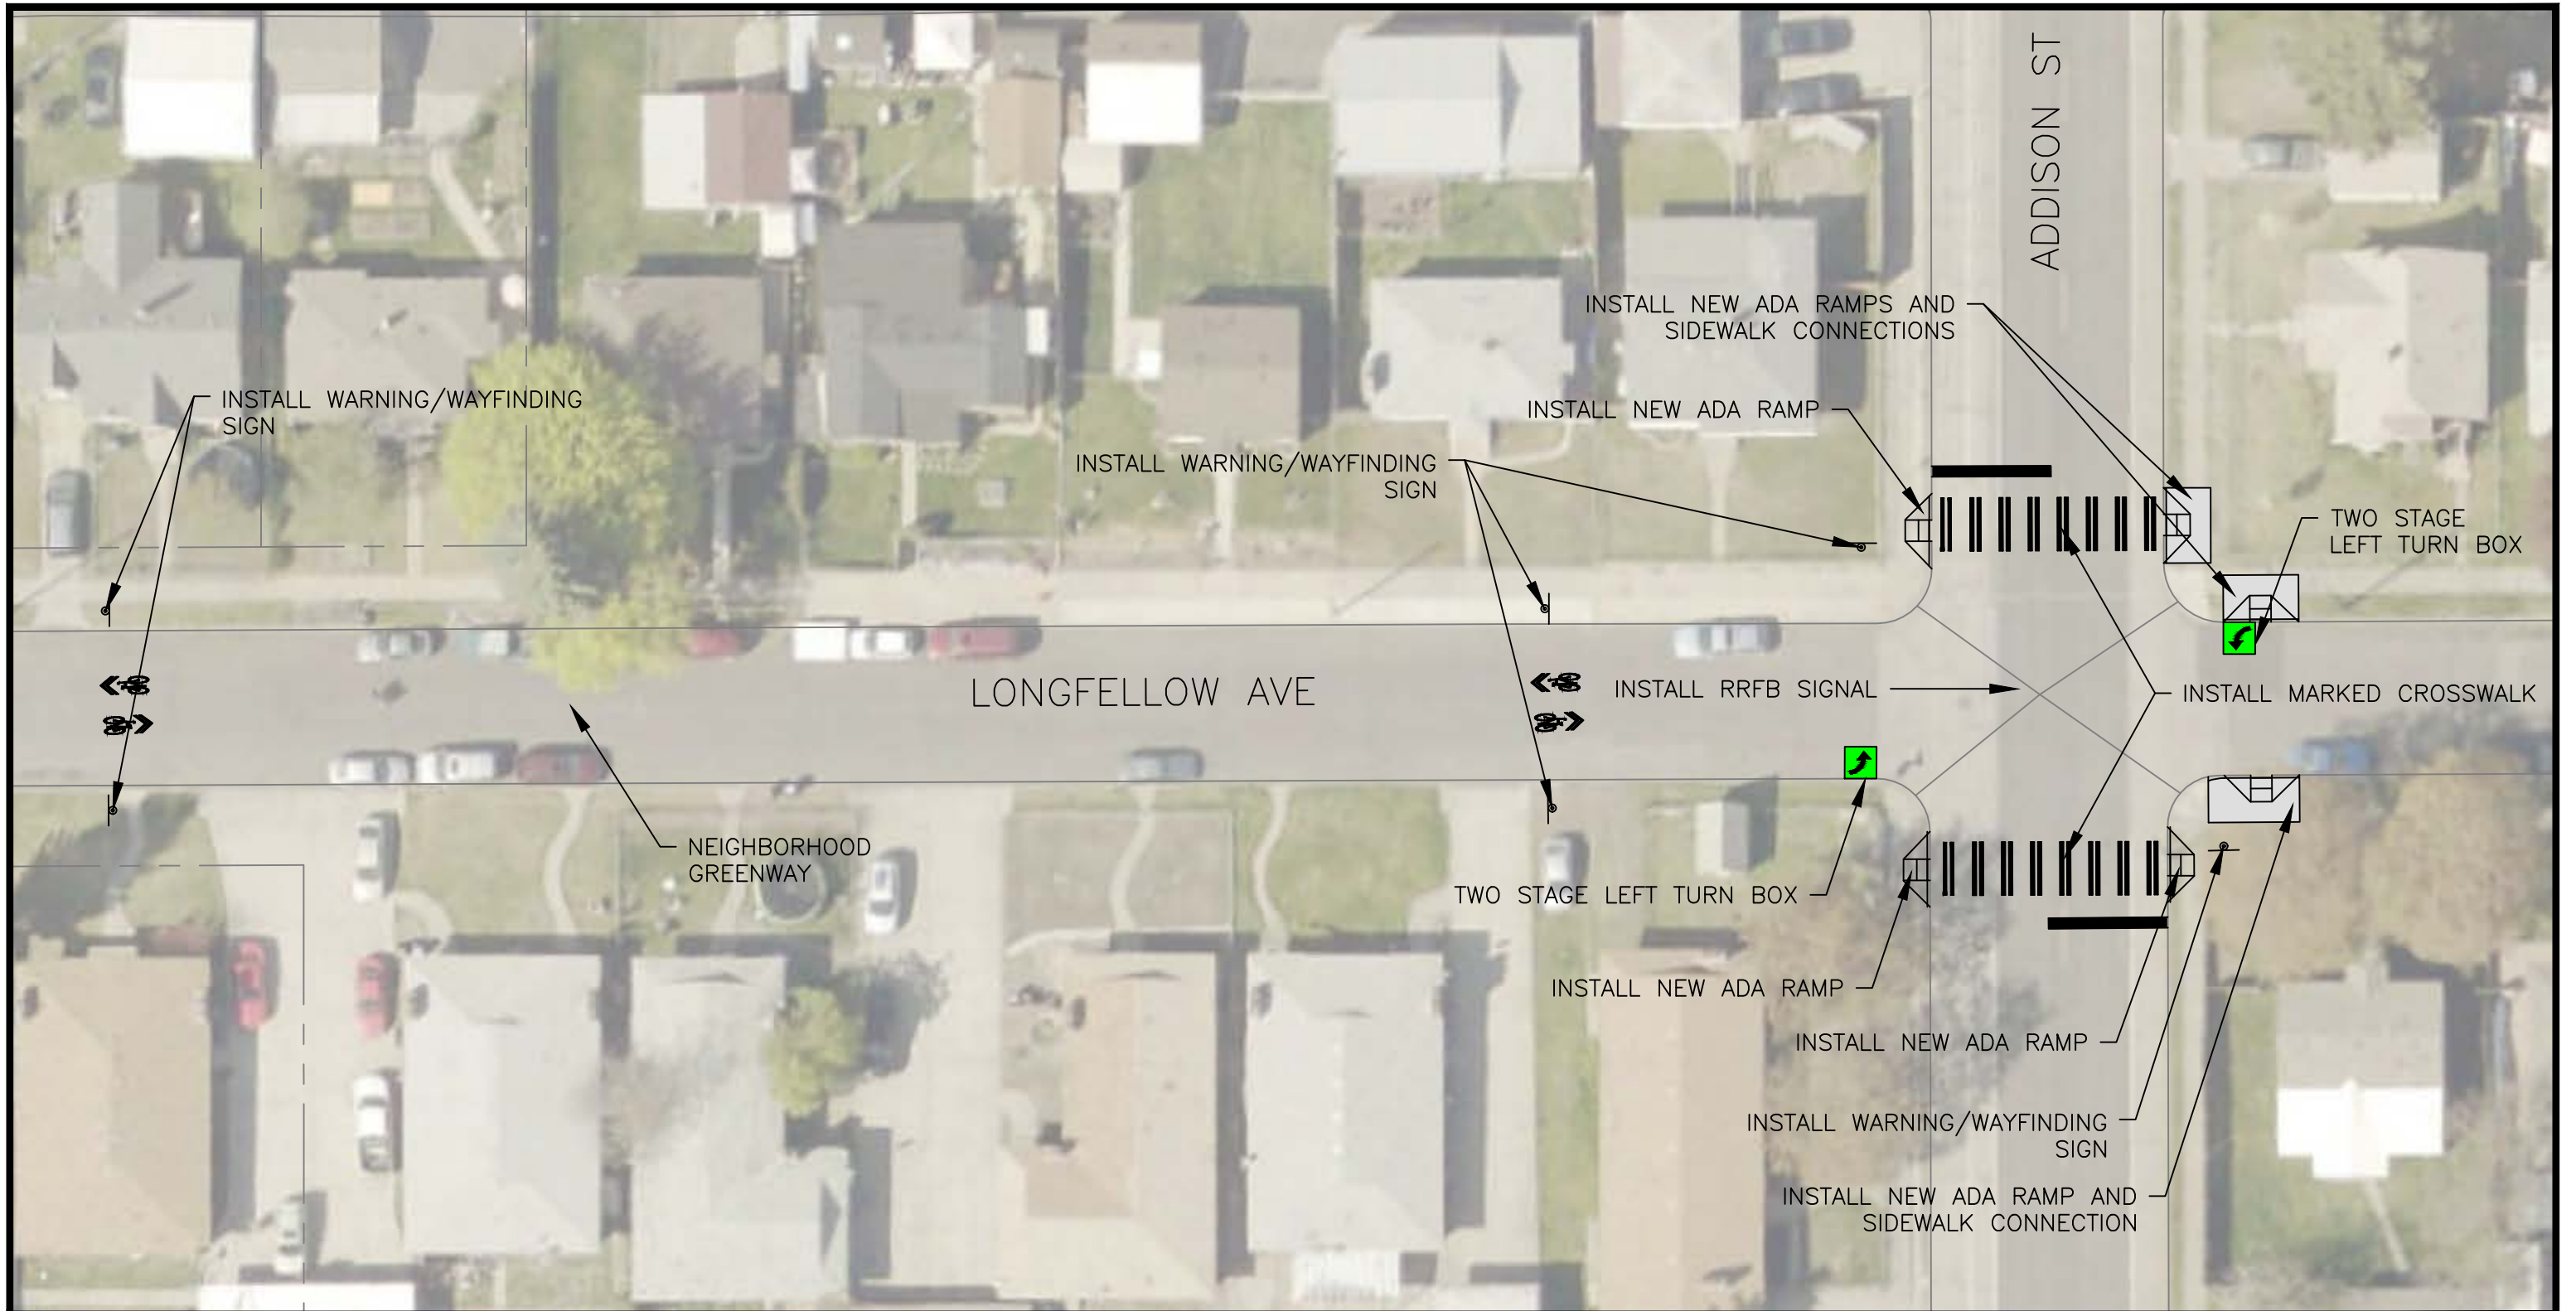 ADDISON ST
INSTALL NEW ADA RAMPS AND
SIDEWALK CONNECTIONS
INSTALL WARNING/WAYFINDING
SIGN
INSTALL NEW ADA RAMP
INSTALL WARNING/WAYFINDING
SIGN
TWO STAGE
LEFT TURN BOX
LONGFELLOW AVE
INSTALL RRFB SIGNAL
INSTALL MARKED CROSSWALK
NEIGHBORHOOD
GREENWAY
TWO STAGE LEFT TURN BOX
INSTALL NEW ADA RAMP
INSTALL NEW ADA RAMP
INSTALL WARNING/WAYFINDING
SIGN
INSTALL NEW ADA RAMP AND
SIDEWALK CONNECTION